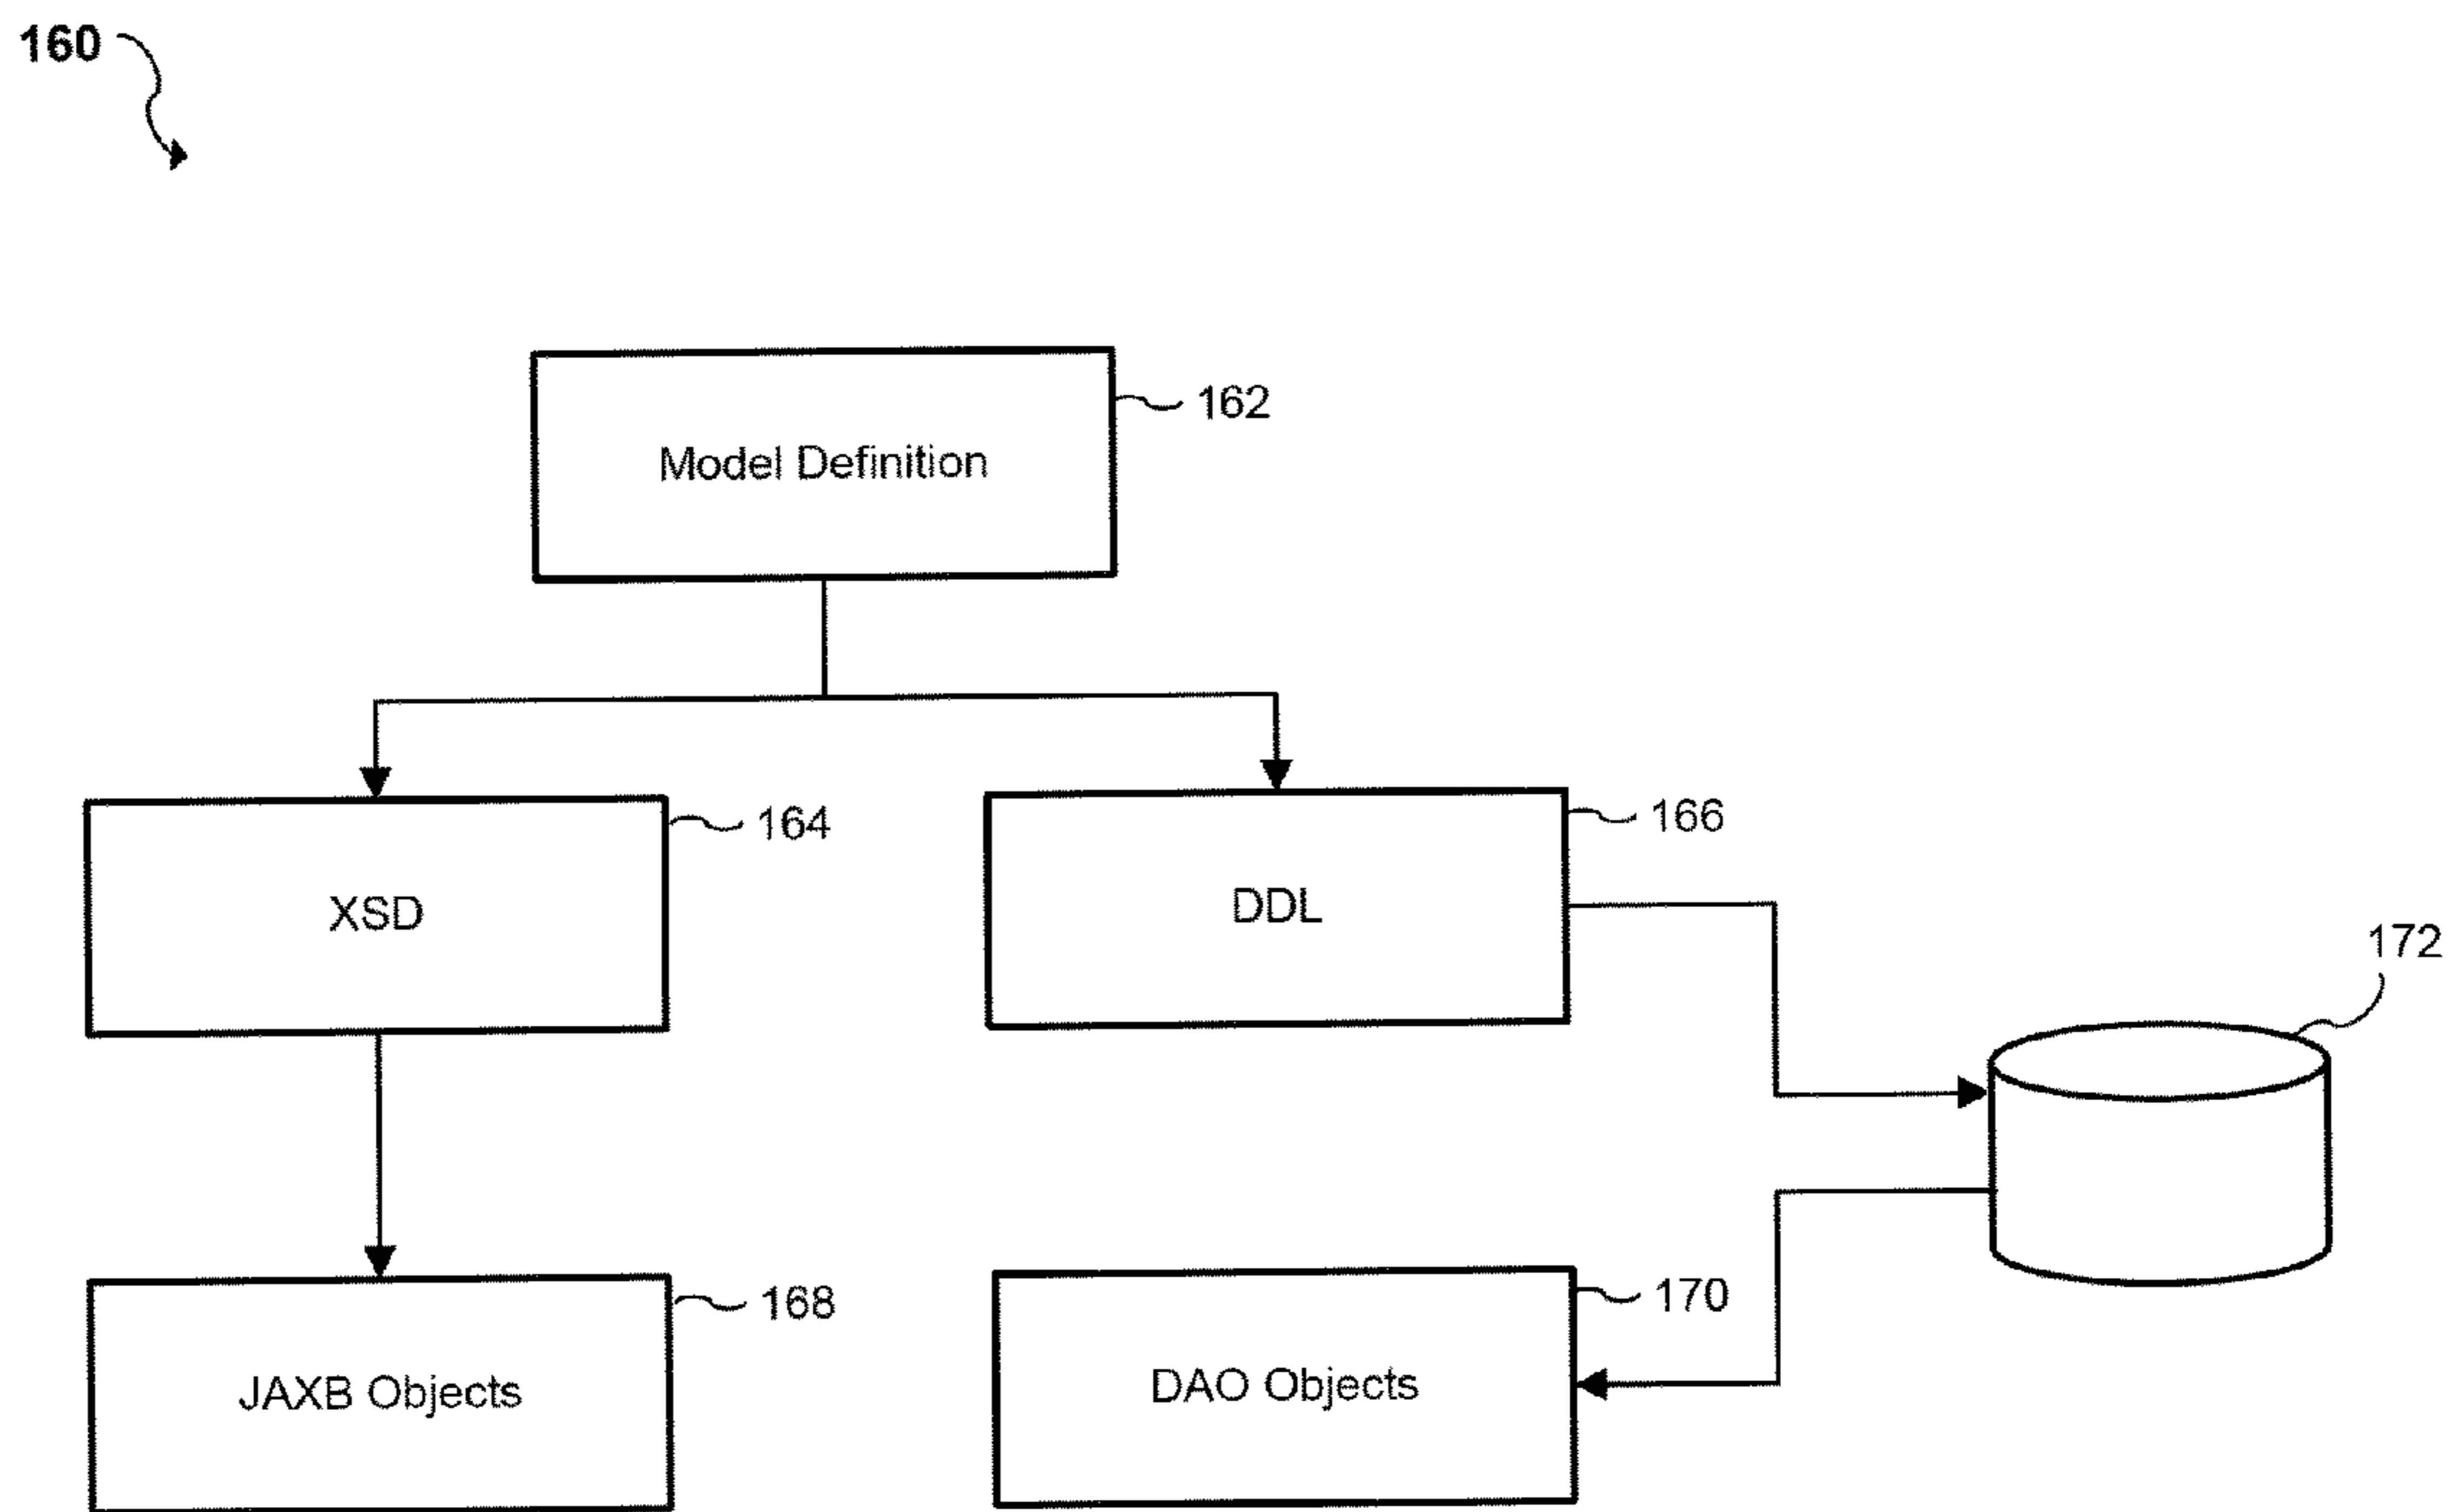 160
162
Model Definition
164
166
XSD
DDL
172
168
170
JAXB Objects
DAO Objects